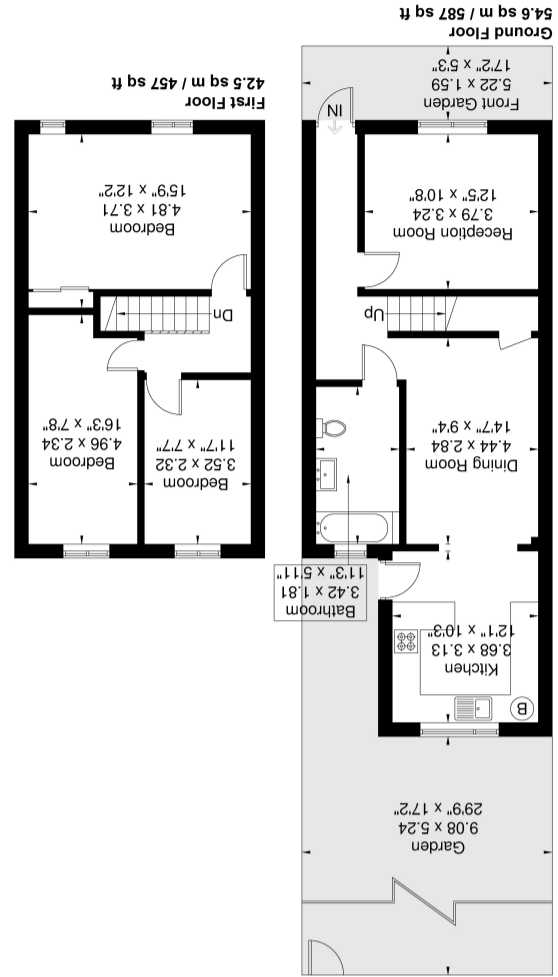 Garden
9.08 x 5.24
29'9" x 17'2"
B
Kitchen
3.68 x 3.13
12'1" x 10'3"
Bathroom
3.42 x 1.81
11'3" x 5'11"
Dining Room
4.44 x 2.84
14'7" x 9'4"
Up
Reception Room
3.79 x 3.24
12'5" x 10'8"
IN
Front Garden
5.22 x 1.59
17'2" x 5'3"
Ground Floor
54.6 sq m / 587 sq ft
Bedroom
3.52 x 2.32
11'7" x 7'7"
Bedroom
4.96 x 2.34
16'3" x 7'8"
Dn
Bedroom
4.81 x 3.71
15'9" x 12'2"
First Floor
42.5 sq m / 457 sq ft